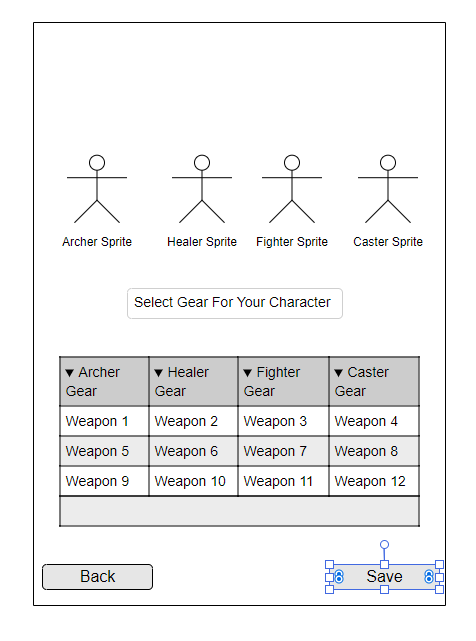 Archer Sprite Healer Sprite Fighter Sprite Caster Sprite
Select Gear For Your Character
▼ Archer Gear ▼ Healer Gear ▼ Fighter Gear ▼ Caster Gear
Weapon 1 Weapon 2 Weapon 3 Weapon 4
Weapon 5 Weapon 6 Weapon 7 Weapon 8
Weapon 9 Weapon 10 Weapon 11 Weapon 12
Back Save